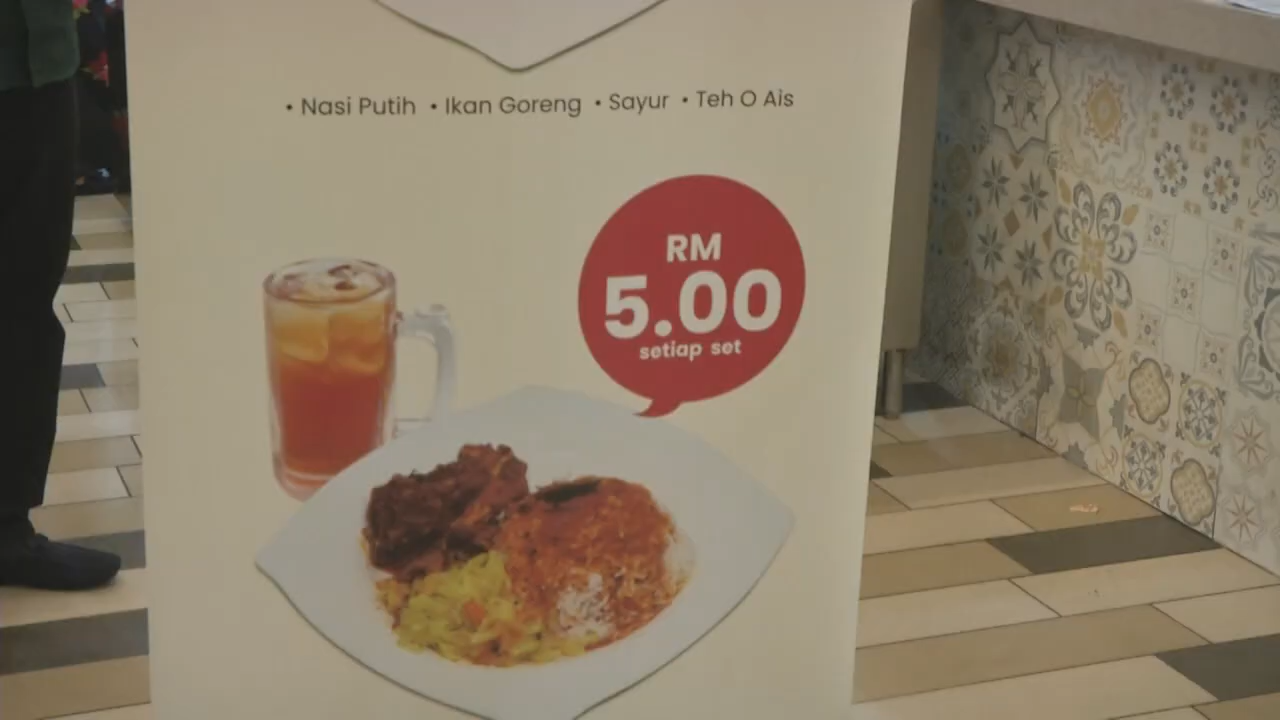 • Nasi Putih • Ikan Goreng • Sayur • Teh O Ais
RM
5.00
setiap set